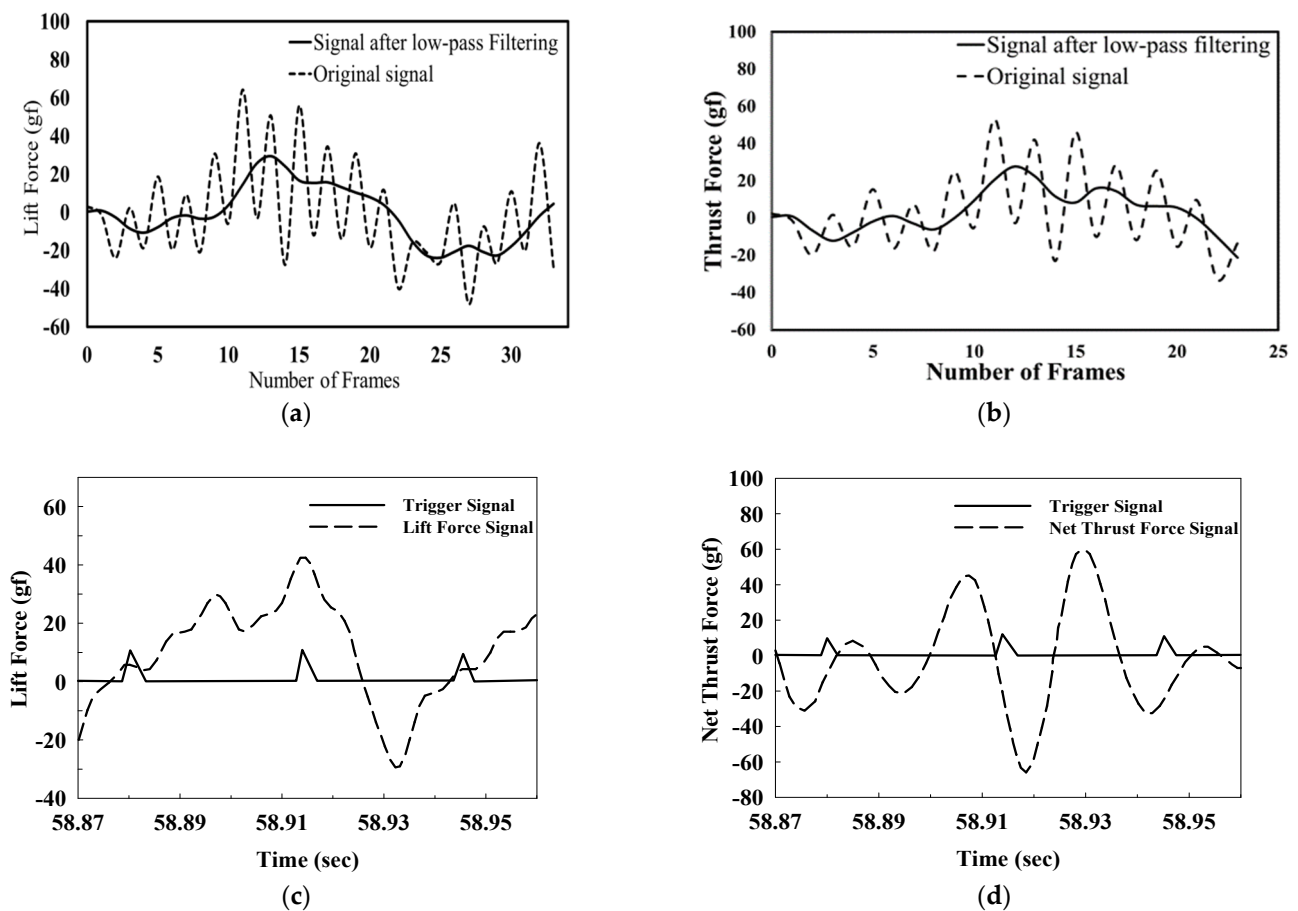 100
80
60
40
20
0
-20
-40
-60
Lift Force (gf)
Signal after low-pass Filtering
Original signal
0 5 10 15 20 25 30
Number of Frames
(a)
100
80
60
40
20
0
-20
-40
-60
Thrust Force (gf)
Signal after low-pass filtering
Original signal
0 5 10 15 20 25
Number of Frames
(b)
60
40
20
0
-20
-40
Lift Force (gf)
Trigger Signal
Lift Force Signal
58.87 58.89 58.91 58.93 58.95
Time (sec)
(c)
100
80
60
40
20
0
-20
-40
-60
-80
Net Thrust Force (gf)
Trigger Signal
Net Thrust Force Signal
58.87 58.89 58.91 58.93 58.95
Time (sec)
(d)